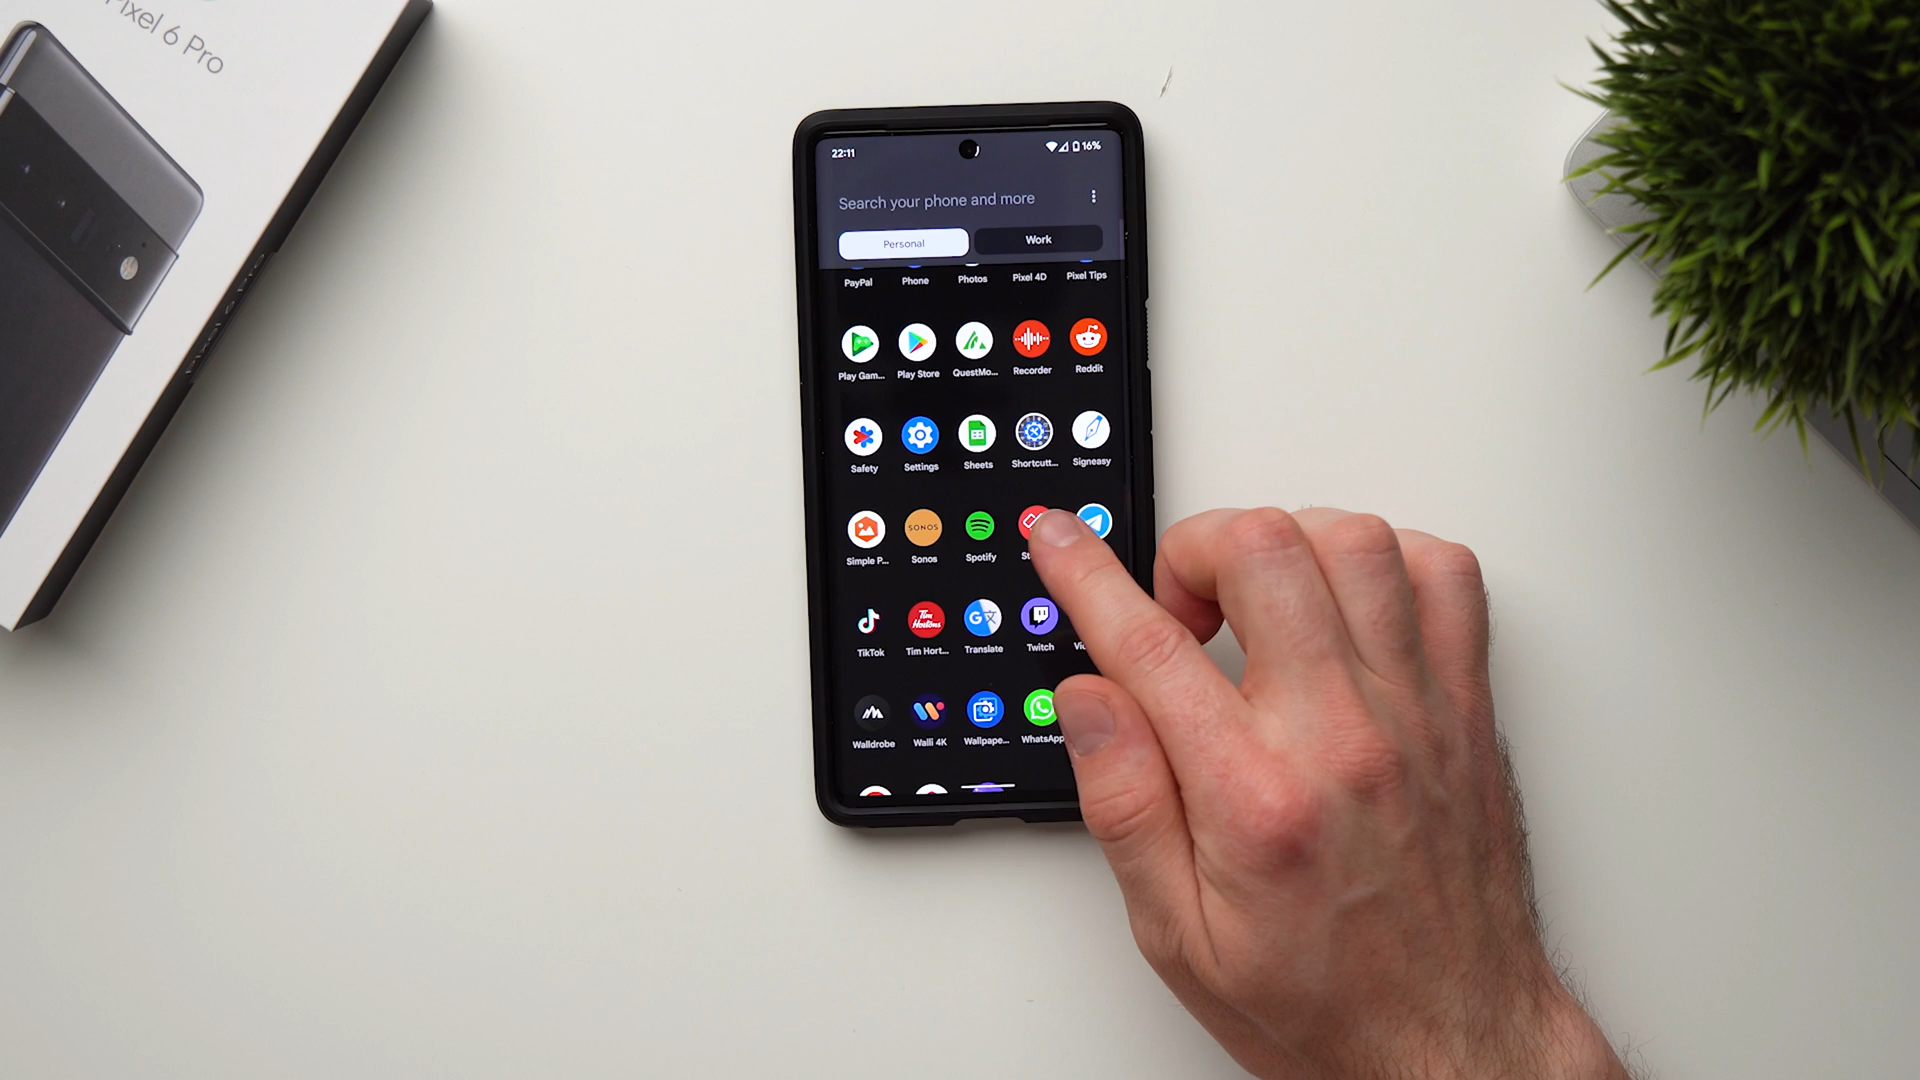 Pixel 6 Pro
22:11
16%
Search your phone and more
Personal Work
PayPal Phone Photos Pixel 4D Pixel Tips
Play Gam... Play Store QuestMo... Recorder Reddit
Safety Settings Sheets Shortcutt... Signeasy
SONOS
Simple P... Sonos Spotify
Tim Hortons
TikTok Tim Hort... Translate Twitch
Walldrobe Walli 4K Wallpape... WhatsApp